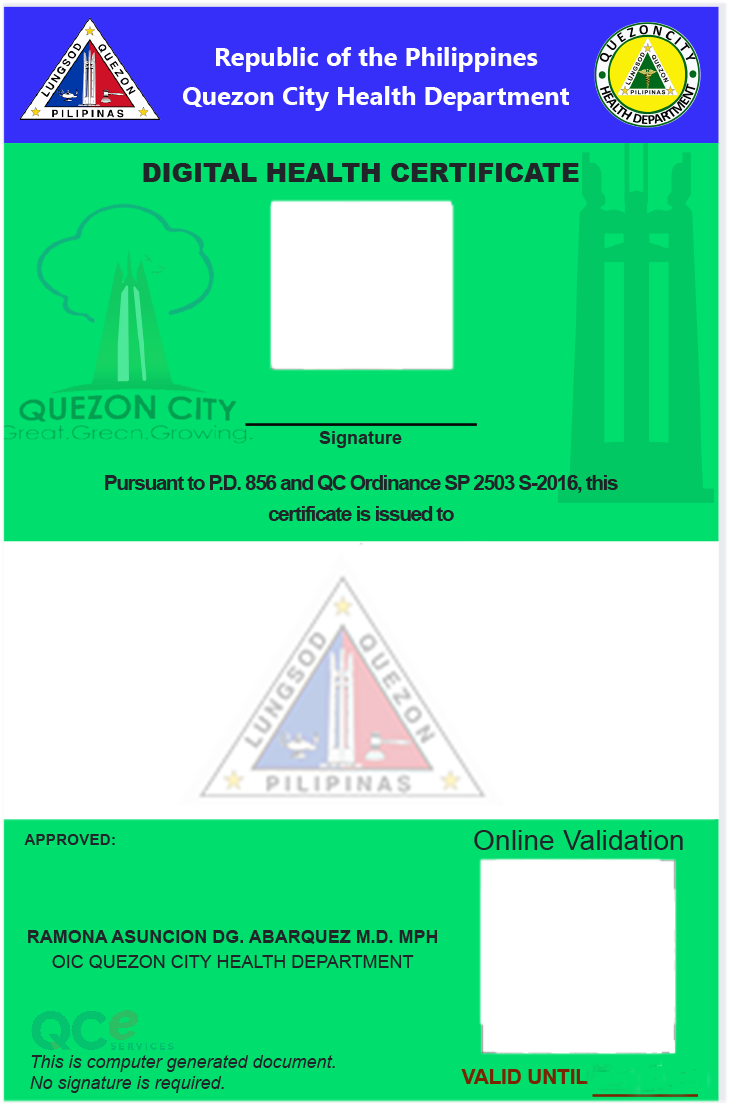 LUNGSOD QUEZON
PILIPINAS
Republic of the Philippines
Quezon City Health Department
QUEZON CITY
LUNGSOD QUEZON
PILIPINAS
HEALTH DEPARTMENT
DIGITAL HEALTH CERTIFICATE
QUEZON CITY
Great.Green.Growing.
Signature
Pursuant to P.D. 856 and QC Ordinance SP 2503 S-2016, this
certificate is issued to
LUNGSOD QUEZON
PILIPINAS
APPROVED:
Online Validation
RAMONA ASUNCION DG. ABARQUEZ M.D. MPH
OIC QUEZON CITY HEALTH DEPARTMENT
QCe
SERVICES
This is computer generated document.
No signature is required.
VALID UNTIL